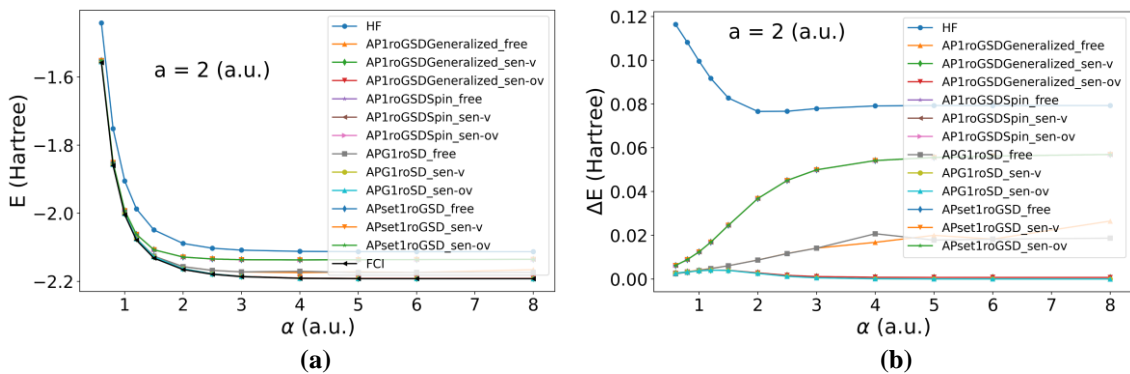 a = 2 (a.u.)
E (Hartree)
−1.6
−1.8
−2.0
−2.2
1 2 3 4 5 6 7 8
α (a.u.)
HF
AP1roGSDGeneralized_free
AP1roGSDGeneralized_sen-v
AP1roGSDGeneralized_sen-ov
AP1roGSDSpin_free
AP1roGSDSpin_sen-v
AP1roGSDSpin_sen-ov
APG1roSD_free
APG1roSD_sen-v
APG1roSD_sen-ov
APset1roGSD_free
APset1roGSD_sen-v
APset1roGSD_sen-ov
FCI
(a)
a = 2 (a.u.)
ΔE (Hartree)
0.12
0.10
0.08
0.06
0.04
0.02
0.00
1 2 3 4 5 6 7 8
α (a.u.)
HF
AP1roGSDGeneralized_free
AP1roGSDGeneralized_sen-v
AP1roGSDGeneralized_sen-ov
AP1roGSDSpin_free
AP1roGSDSpin_sen-v
AP1roGSDSpin_sen-ov
APG1roSD_free
APG1roSD_sen-v
APG1roSD_sen-ov
APset1roGSD_free
APset1roGSD_sen-v
APset1roGSD_sen-ov
(b)